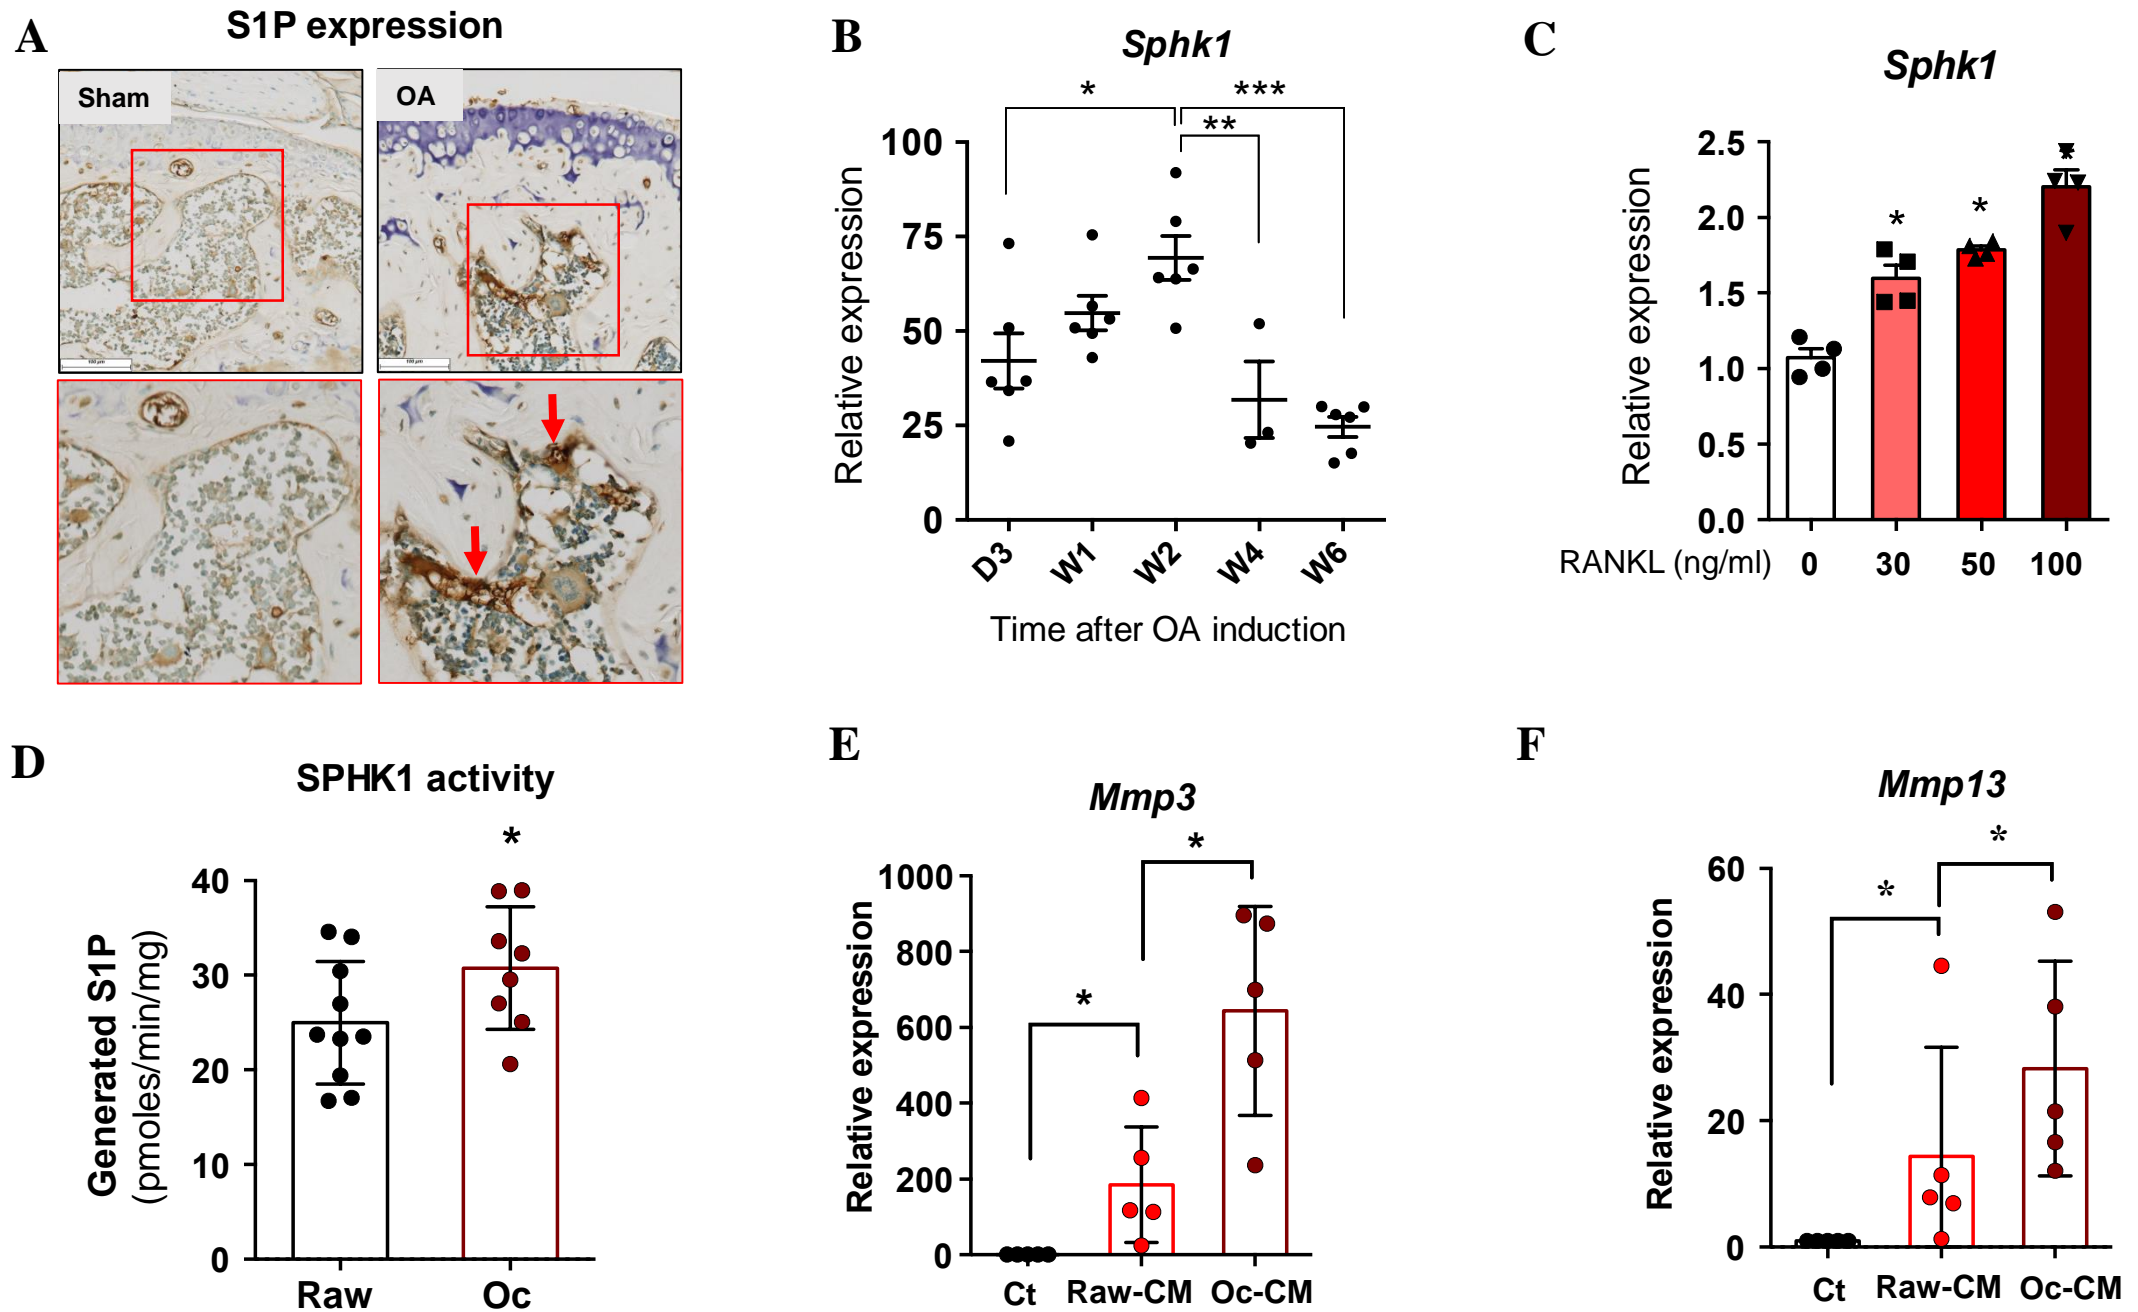 A
S1P expression
Sham
OA
100 µm
100 µm
B
Sphk1
*
***
**
Relative expression
100
75
50
25
0
D3
W1
W2
W4
W6
Time after OA induction
C
Sphk1
Relative expression
2.5
2.0
1.5
1.0
0.5
0.0
*
*
*
RANKL (ng/ml)
0
30
50
100
D
SPHK1 activity
*
Generated S1P
(pmoles/min/mg)
40
30
20
10
0
Raw
Oc
E
Mmp3
*
*
Relative expression
1000
800
600
400
200
0
Ct
Raw-CM
Oc-CM
F
Mmp13
*
*
Relative expression
60
40
20
0
Ct
Raw-CM
Oc-CM